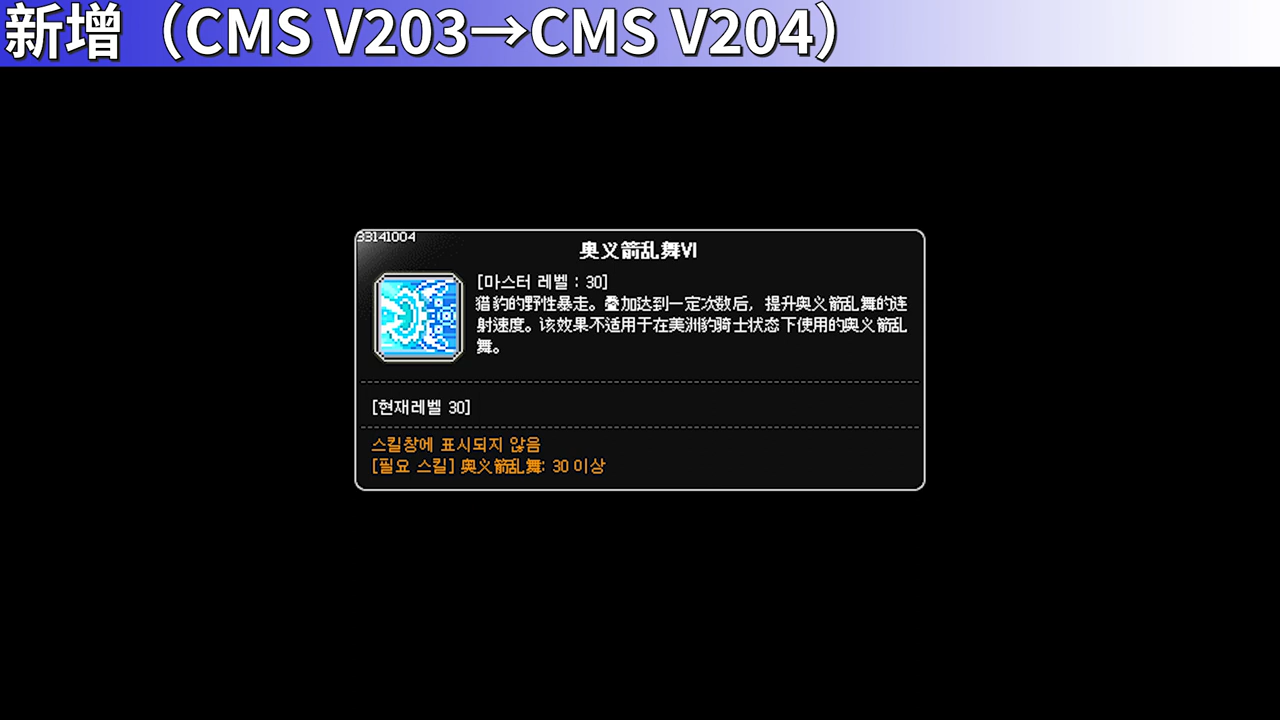 新增（CMS V203→CMS V204）
33141004
奥义箭乱舞VI
[마스터 레벨 : 30]
猎豹的野性暴走。叠加达到一定次数后，提升奥义箭乱舞的连
射速度。该效果不适用于在美洲豹骑士状态下使用的奥义箭乱
舞。
[현재레벨 30]
스킬창에 표시되지 않음
[필요 스킬] 奥义箭乱舞: 30 이상